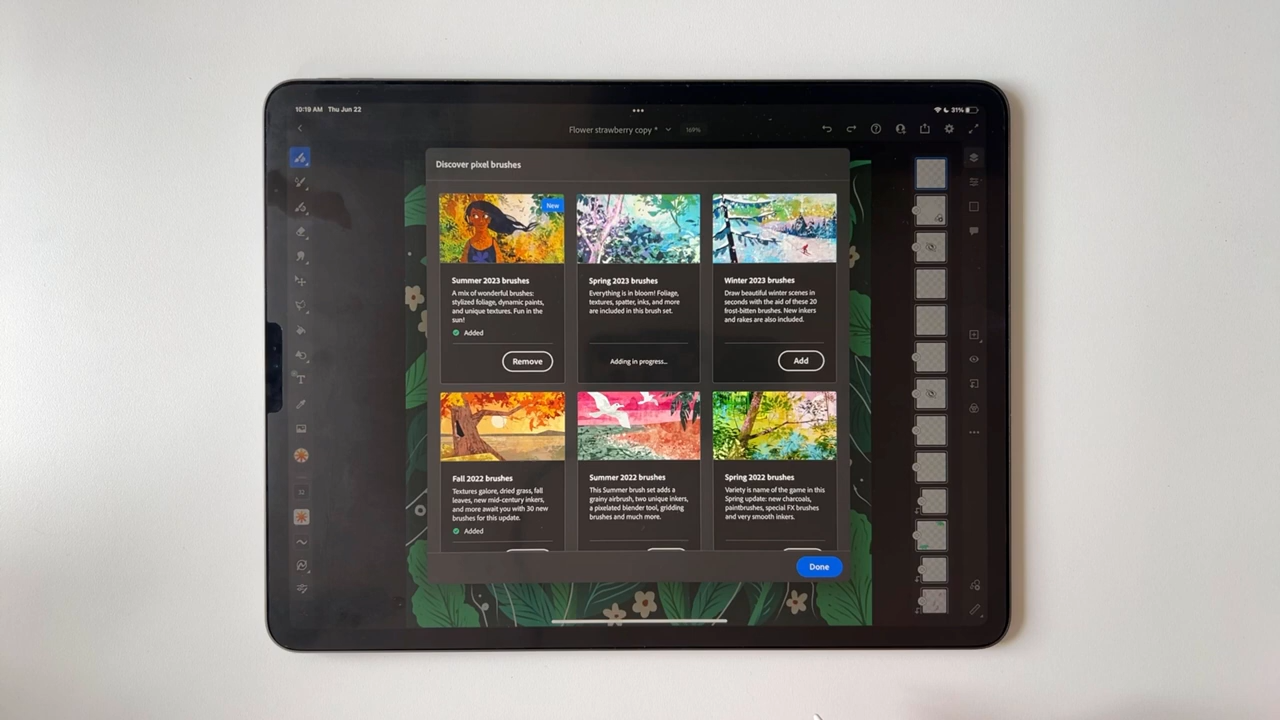 10:19 AM Thu Jun 22
31%
Flower strawberry copy *
169%
Discover pixel brushes
New
Summer 2023 brushes
A mix of wonderful brushes:
stylized foliage, dynamic paints,
and unique textures. Fun in the
sun!
Added
Remove
Spring 2023 brushes
Everything is in bloom! Foliage,
textures, spatter, inks, and more
are included in this brush set.
Adding in progress...
Winter 2023 brushes
Draw beautiful winter scenes in
seconds with the aid of these 20
frost-bitten brushes. New inkers
and rakes are also included.
Add
Fall 2022 brushes
Textures galore, dried grass, fall
leaves, new mid-century inkers,
and more await you with 30 new
brushes for this update.
Added
Summer 2022 brushes
This Summer brush set adds a
grainy airbrush, two unique inkers,
a pixelated blender tool, gridding
brushes and much more.
Spring 2022 brushes
Variety is name of the game in this
Spring update: new charcoals,
paintbrushes, special FX brushes
and very smooth inkers.
Done